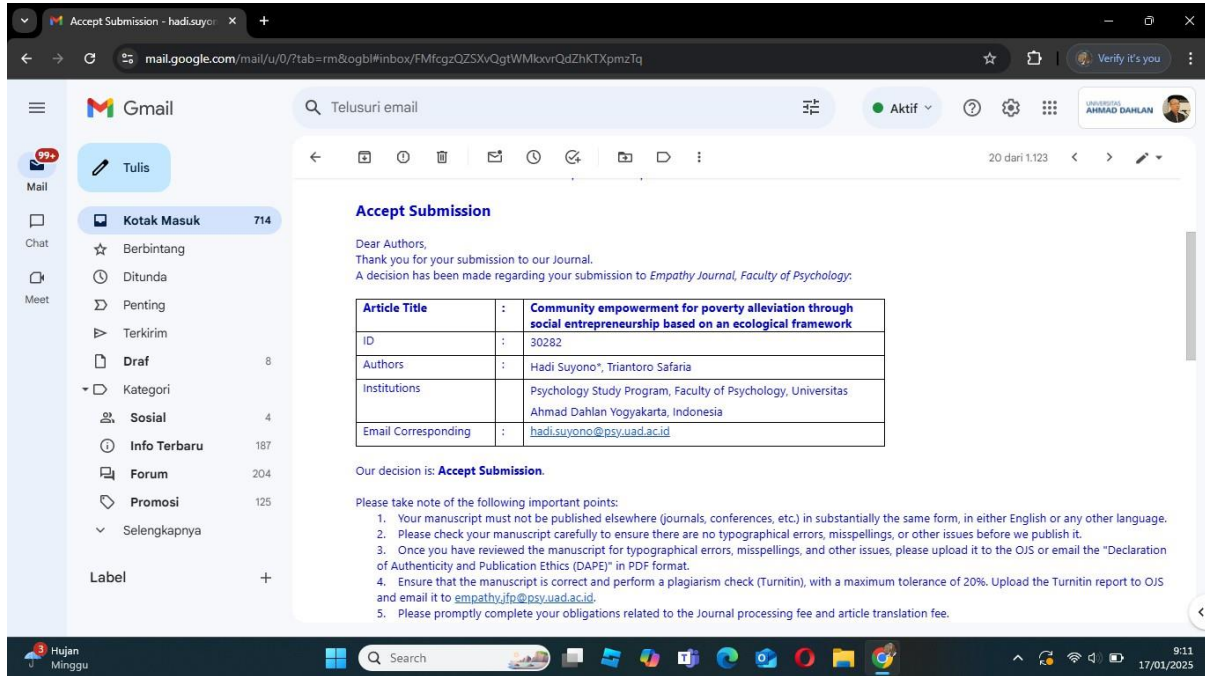 Accept Submission - hadi.suyon
mail.google.com/mail/u/0/?tab=rm&ogbl#inbox/FMfcgzQZSXvQgtWMkxvrQdZhKTXpmzTq
Verify it's you
Gmail
Telusuri email
Aktif
UNIVERSITAS
AHMAD DAHLAN
99+
Mail
Chat
Meet
Tulis
Kotak Masuk 714
Berbintang
Ditunda
Penting
Terkirim
Draf 8
Kategori
Sosial 4
Info Terbaru 187
Forum 204
Promosi 125
Selengkapnya
Label +
20 dari 1.123
Accept Submission
Dear Authors,
Thank you for your submission to our Journal.
A decision has been made regarding your submission to Empathy Journal, Faculty of Psychology:
Article Title : Community empowerment for poverty alleviation through
social entrepreneurship based on an ecological framework
ID : 30282
Authors : Hadi Suyono*, Triantoro Safaria
Institutions Psychology Study Program, Faculty of Psychology, Universitas
Ahmad Dahlan Yogyakarta, Indonesia
Email Corresponding : hadi.suyono@psy.uad.ac.id
Our decision is: Accept Submission.
Please take note of the following important points:
1. Your manuscript must not be published elsewhere (journals, conferences, etc.) in substantially the same form, in either English or any other language.
2. Please check your manuscript carefully to ensure there are no typographical errors, misspellings, or other issues before we publish it.
3. Once you have reviewed the manuscript for typographical errors, misspellings, and other issues, please upload it to the OJS or email the "Declaration
of Authenticity and Publication Ethics (DAPE)" in PDF format.
4. Ensure that the manuscript is correct and perform a plagiarism check (Turnitin), with a maximum tolerance of 20%. Upload the Turnitin report to OJS
and email it to empathy.jfp@psy.uad.ac.id.
5. Please promptly complete your obligations related to the Journal processing fee and article translation fee.
3
Hujan
Minggu
Search
9:11
17/01/2025